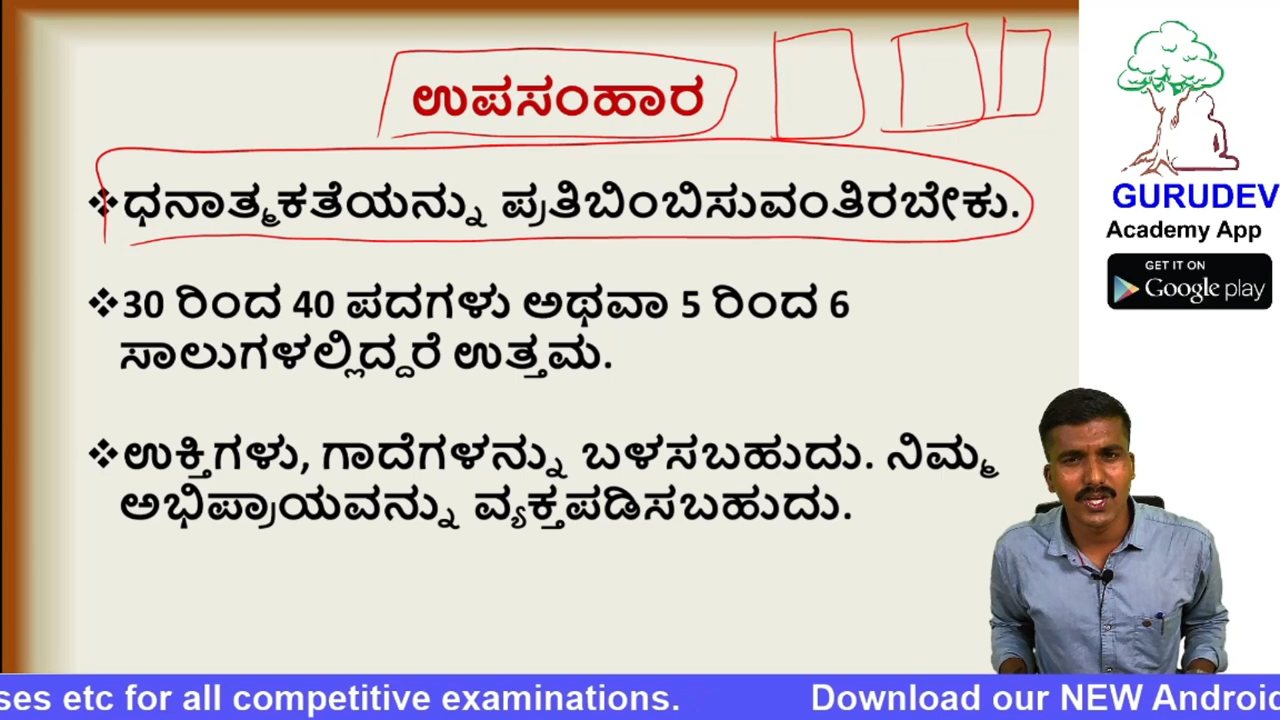 ಉಪಸಂಹಾರ
❖ಧನಾತ್ಮಕತೆಯನ್ನು ಪ್ರತಿಬಿಂಬಿಸುವಂತಿರಬೇಕು.
❖30 ರಿಂದ 40 ಪದಗಳು ಅಥವಾ 5 ರಿಂದ 6
ಸಾಲುಗಳಲ್ಲಿದ್ದರೆ ಉತ್ತಮ.
❖ಉಕ್ತಿಗಳು, ಗಾದೆಗಳನ್ನು ಬಳಸಬಹುದು. ನಿಮ್ಮ
ಅಭಿಪ್ರಾಯವನ್ನು ವ್ಯಕ್ತಪಡಿಸಬಹುದು.
GURUDEV
Academy App
GET IT ON
Google play
ses etc for all competitive examinations. Download our NEW Android